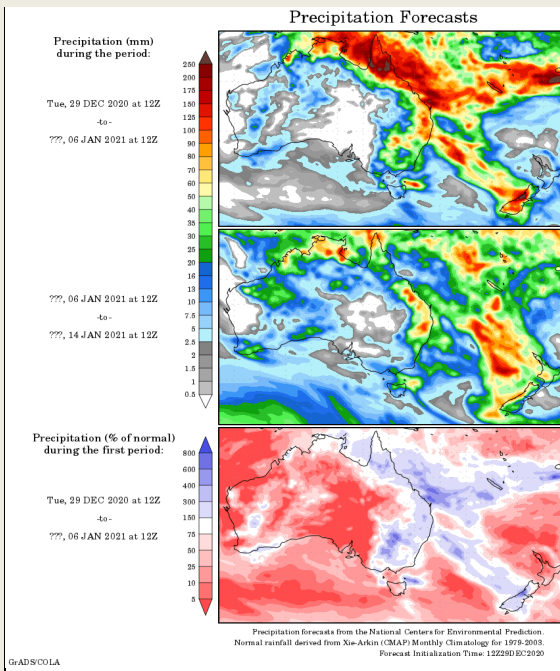 Precipitation Forecasts
Precipitation (mm)
during the period:
Tue, 29 DEC 2020 at 12Z
-to-
???, 06 JAN 2021 at 12Z
250
200
175
150
125
100
90
80
70
60
50
40
35
30
25
20
16
13
10
7.5
5
2.5
2
1.5
1
0.5
???, 06 JAN 2021 at 12Z
-to-
???, 14 JAN 2021 at 12Z
Precipitation (% of normal)
during the first period:
Tue, 29 DEC 2020 at 12Z
-to-
???, 06 JAN 2021 at 12Z
800
600
400
300
150
75
50
25
10
5
Precipitation forecasts from the National Centers for Environmental Prediction.
Normal rainfall derived from Xie-Arkin (CMAP) Monthly Climatology for 1979-2003.
Forecast Initialization Time: 12Z29DEC2020
GrADS/COLA